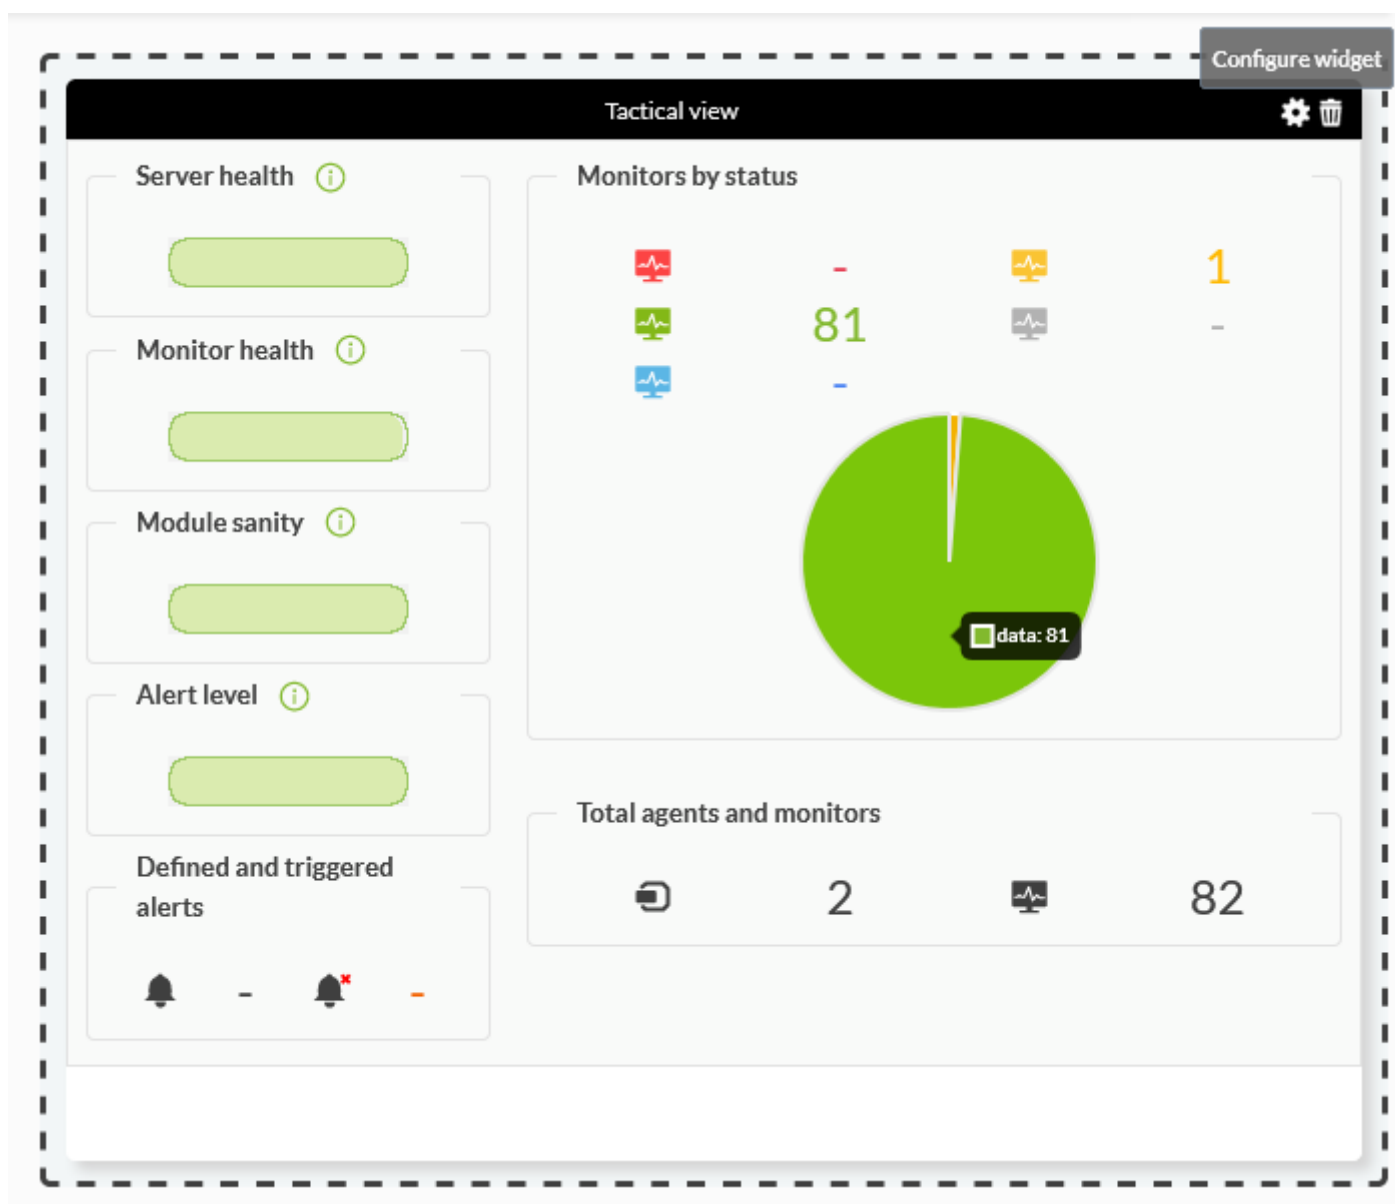 Configure widget
Tactical view
Server health
Monitor health
Module sanity
Alert level
Defined and triggered
alerts
-
-
Monitors by status
-
1
81
-
-
data: 81
Total agents and monitors
2
82